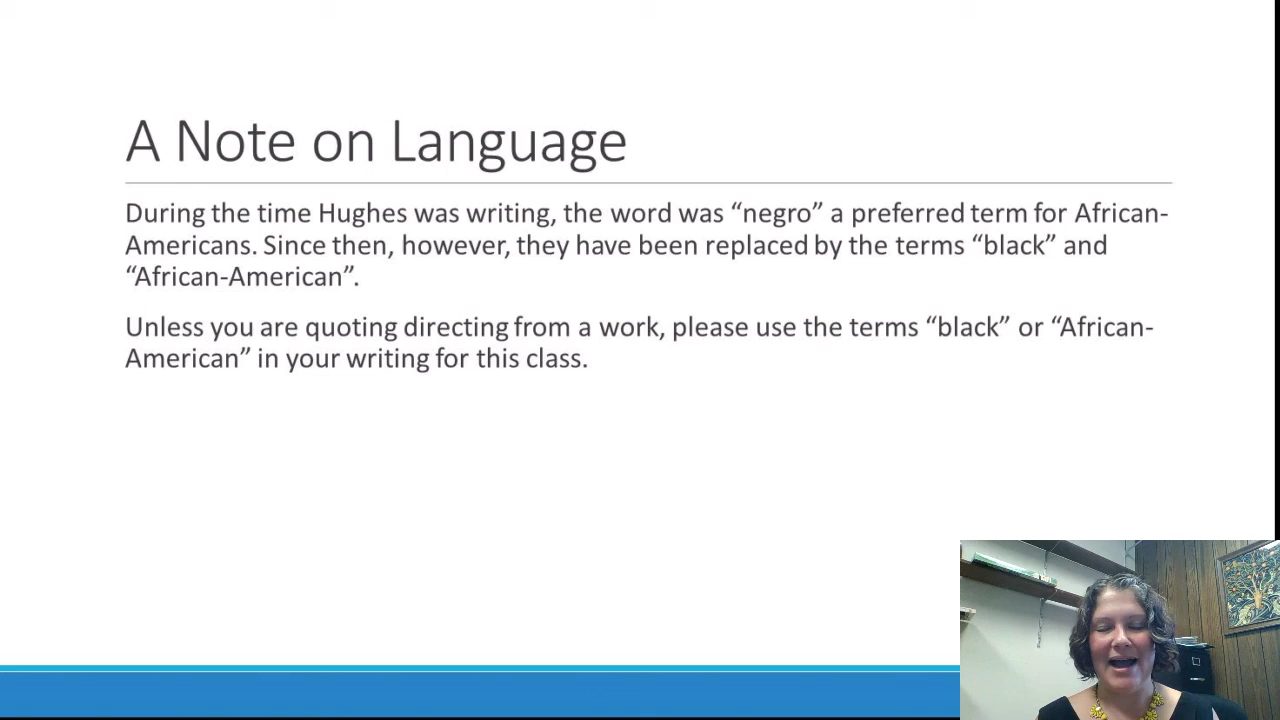 A Note on Language
During the time Hughes was writing, the word was “negro” a preferred term for African-
Americans. Since then, however, they have been replaced by the terms “black” and
“African-American”.
Unless you are quoting directing from a work, please use the terms “black” or “African-
American” in your writing for this class.